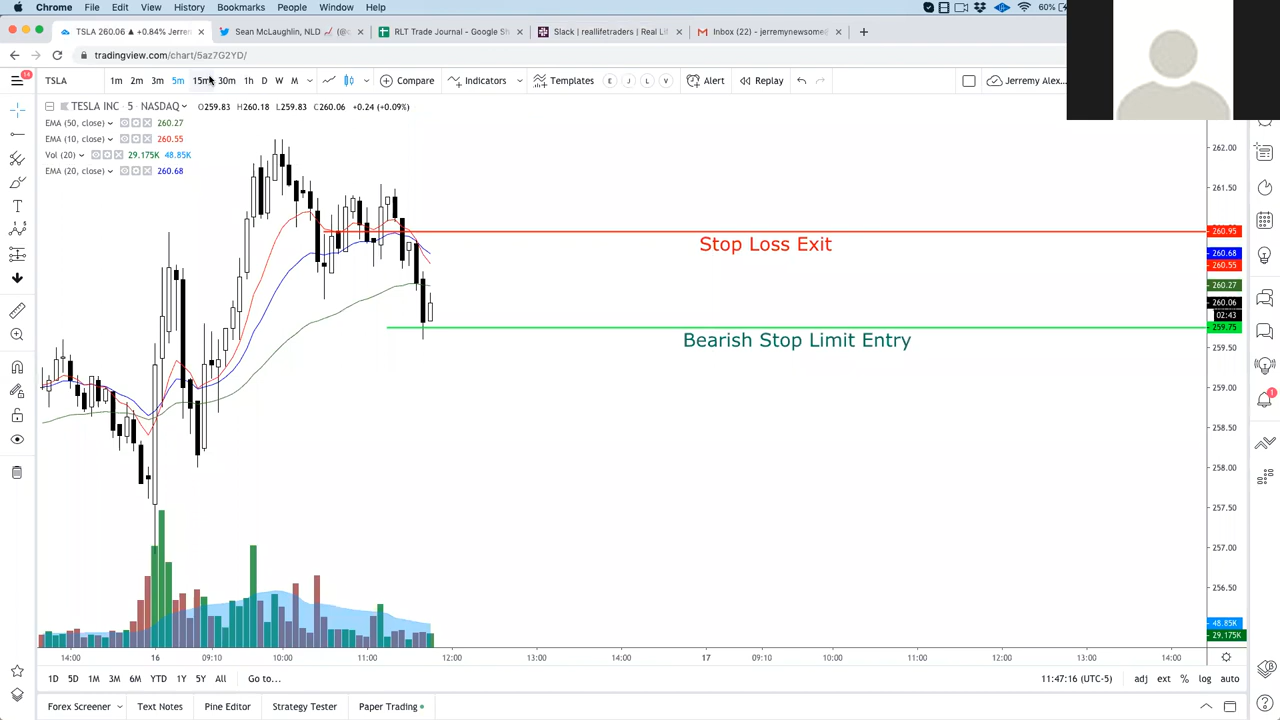 Chrome File Edit View History Bookmarks People Window Help 60%
TSLA 260.06 ▲ +0.84% Jerren Sean McLaughlin, NLD RLT Trade Journal - Google Sh Slack | reallifetraders | Real Li Inbox (22) - jeremynewsome@
tradingview.com/chart/5az7G2YD/
14
TSLA 1m 2m 3m 5m 15m 30m 1h D W M Compare Indicators Templates E J L V Alert Replay Jeremy Alex...
TESLA INC · 5 · NASDAQ O259.83 H260.18 L259.83 C260.06 +0.24 (+0.09%)
EMA (50, close) 260.27
EMA (10, close) 260.55
Vol (20) 29.175K 48.85K
EMA (20, close) 260.68
262.00
261.50
260.95
Stop Loss Exit
260.68
260.55
260.27
260.06
02:43
259.75
Bearish Stop Limit Entry
259.50
259.00
258.50
258.00
257.50
257.00
256.50
48.85K
29.175K
1
14:00 16 09:10 10:00 11:00 12:00 13:00 14:00 17 09:10 10:00 11:00 12:00 13:00 14:00
1D 5D 1M 3M 6M YTD 1Y 5Y All Go to... 11:47:16 (UTC-5) adj ext % log auto
Forex Screener Text Notes Pine Editor Strategy Tester Paper Trading